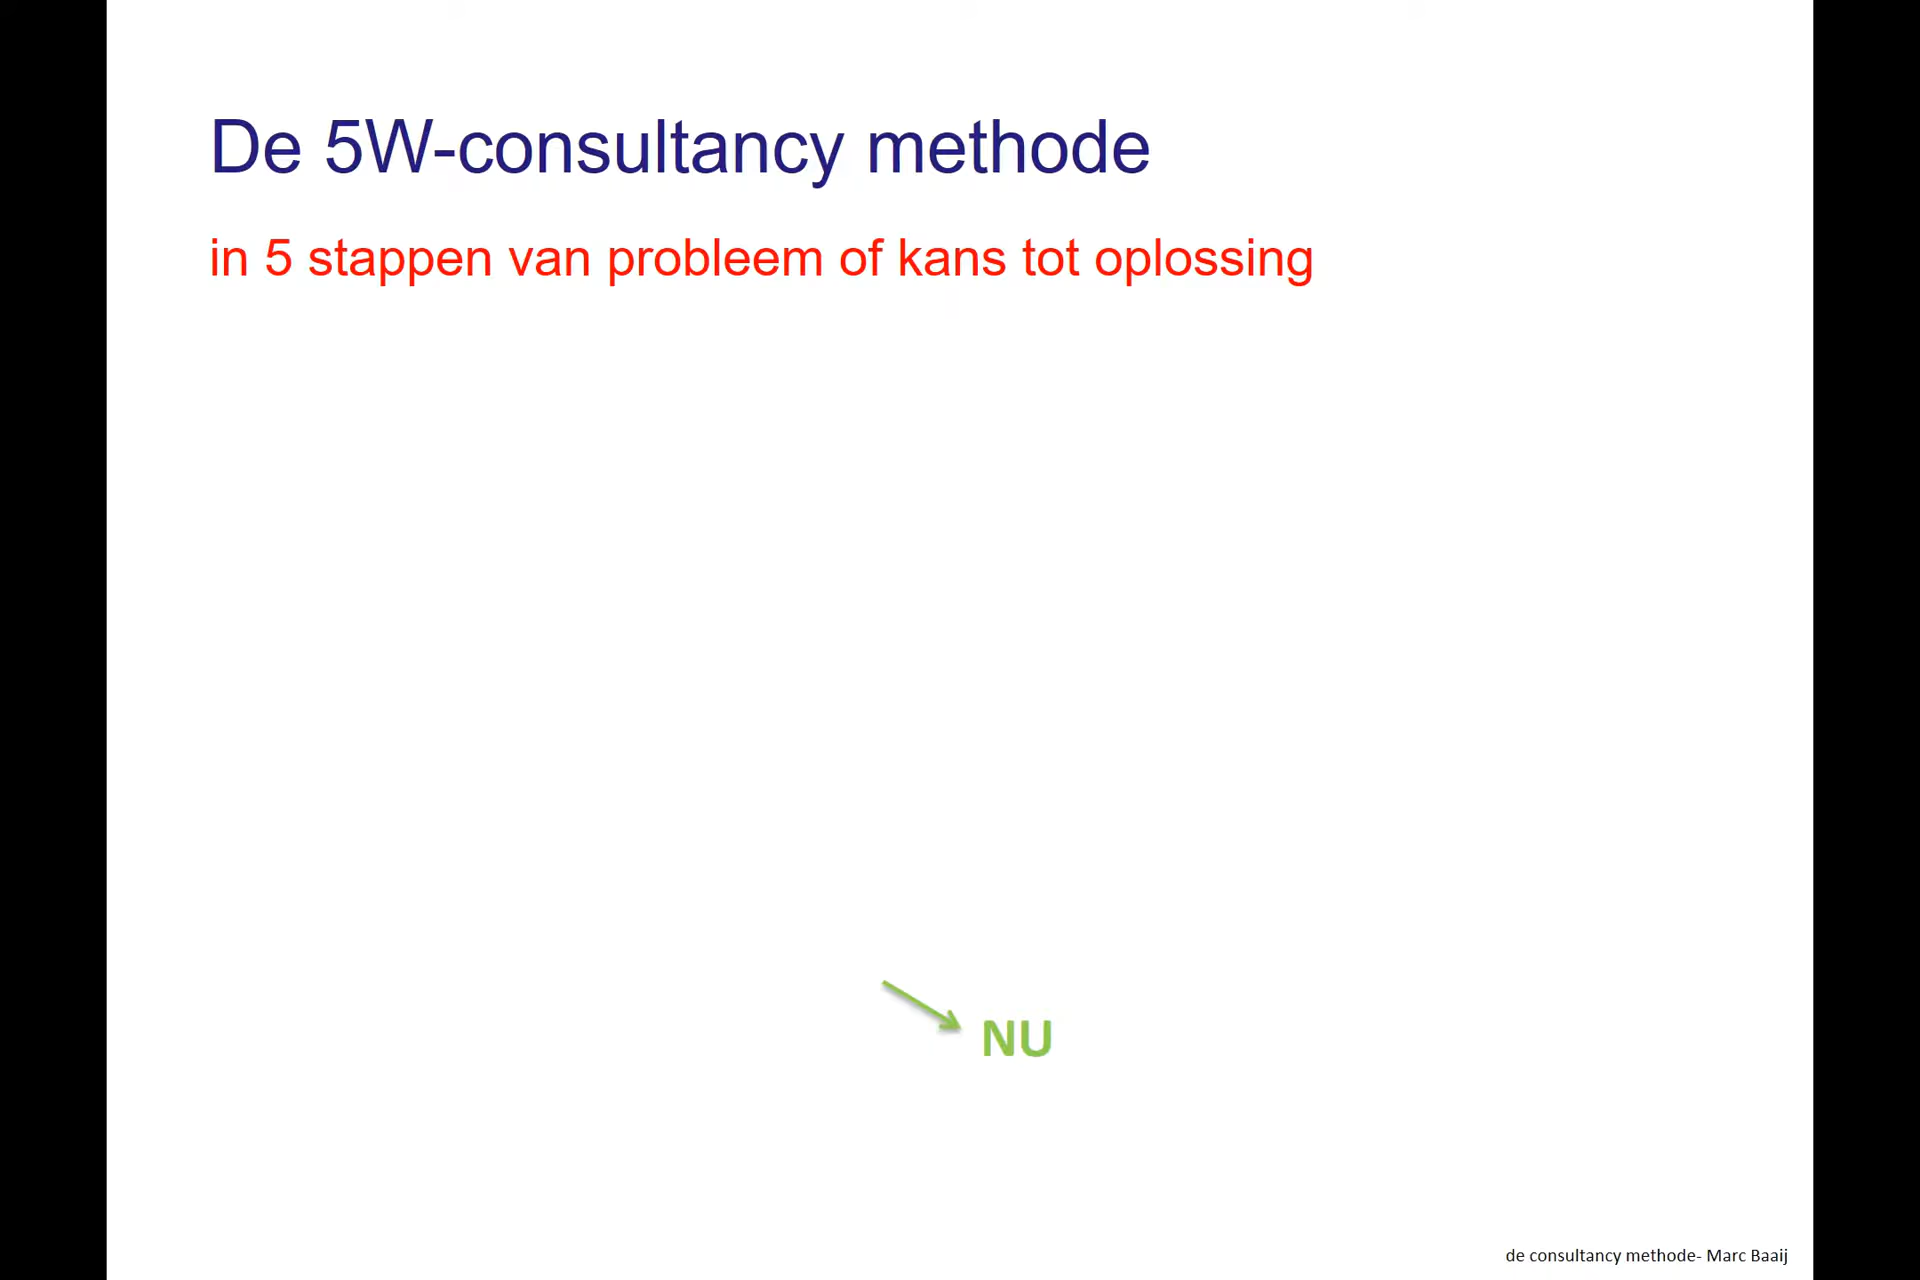 De 5W-consultancy methode
in 5 stappen van probleem of kans tot oplossing
NU
de consultancy methode- Marc Baaij